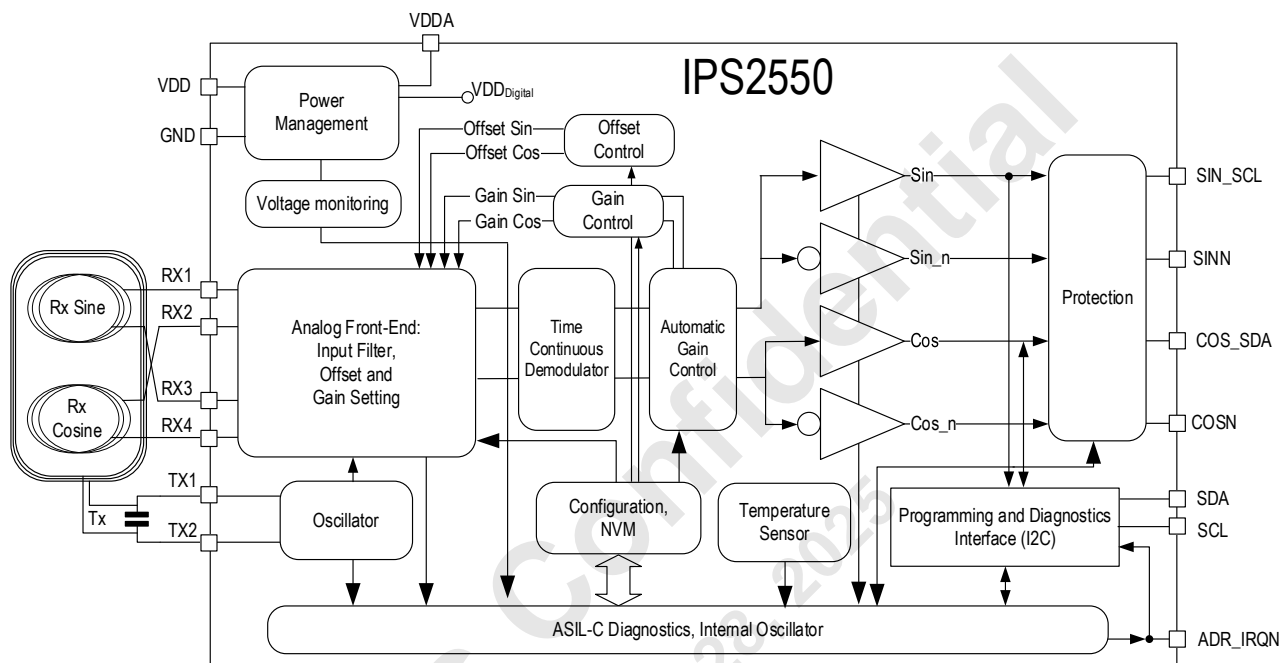 VDDA
IPS2550
VDD
GND
Power
Management
VDDDigital
Offset Sin
Offset Cos
Offset
Control
Voltage monitoring
Gain Sin
Gain Cos
Gain
Control
Sin
Sin_n
Cos
Cos_n
Protection
SIN_SCL
SINN
COS_SDA
COSN
Rx Sine
Rx
Cosine
RX1
RX2
RX3
RX4
Analog Front-End:
Input Filter,
Offset and
Gain Setting
Time
Continuous
Demodulator
Automatic
Gain
Control
TX1
Tx
TX2
Oscillator
Configuration,
NVM
Temperature
Sensor
Programming and Diagnostics
Interface (I2C)
SDA
SCL
ASIL-C Diagnostics, Internal Oscillator
ADR_IRQN
Confidential
28, 2025